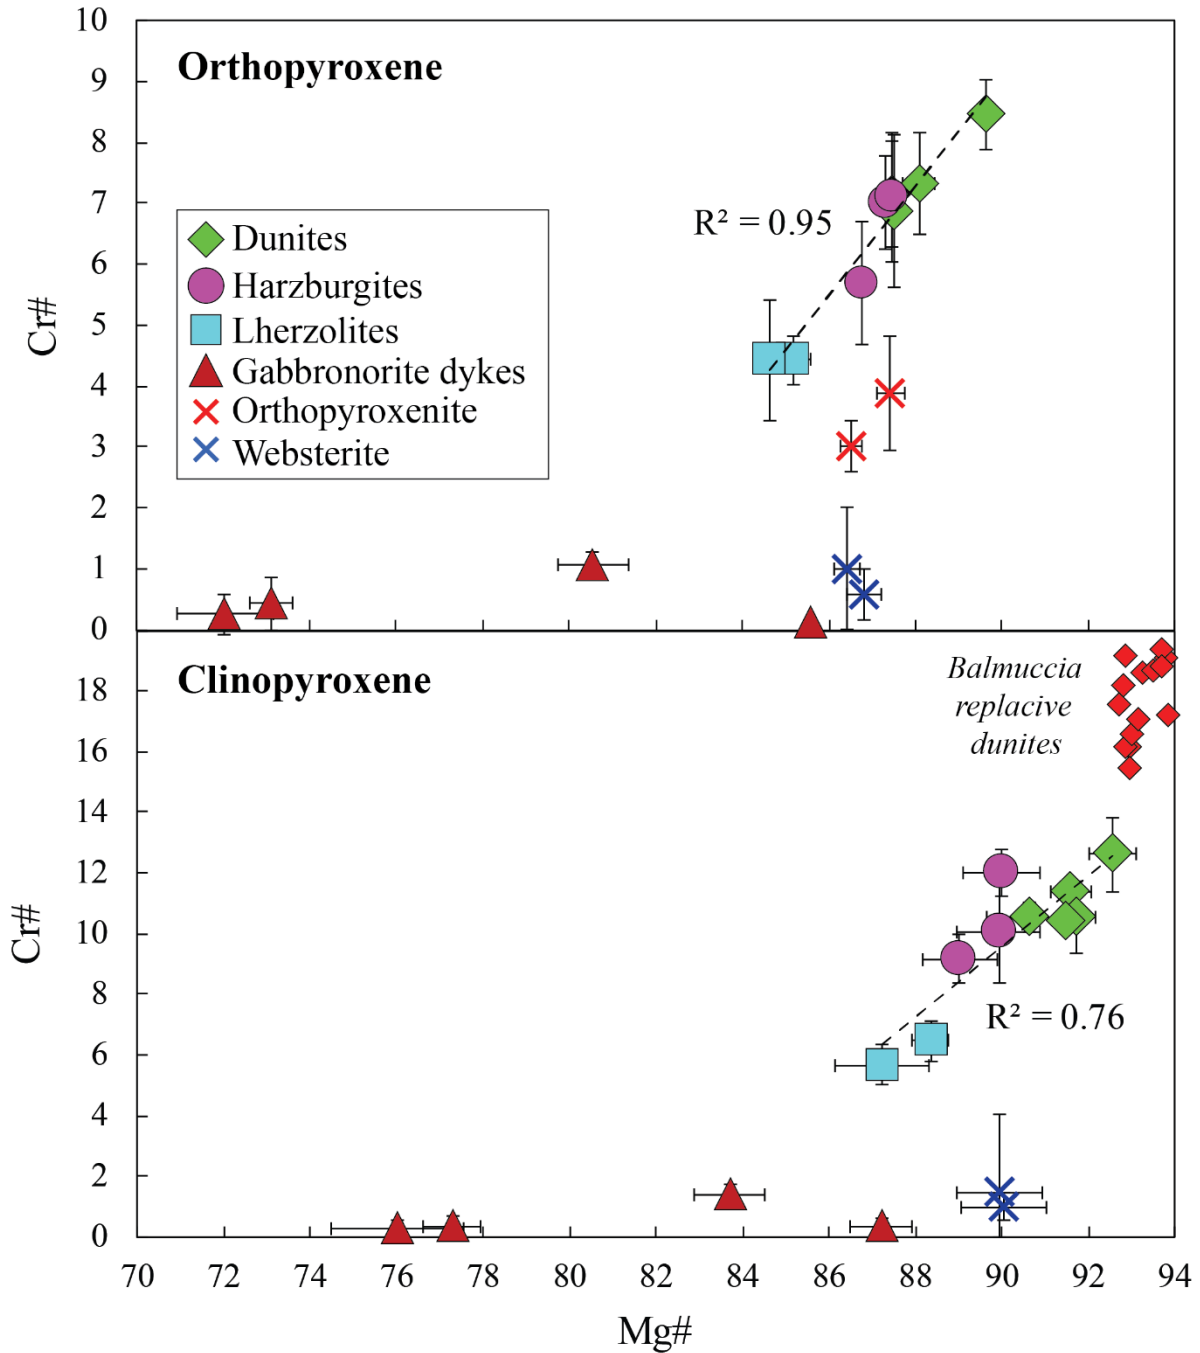 10
9
8
7
6
5
4
3
2
1
0
Cr#
Orthopyroxene
R² = 0.95
Dunites
Harzburgites
Lherzolites
Gabbronorite dykes
Orthopyroxenite
Websterite
Clinopyroxene
Balmuccia
replacive
dunites
18
16
14
12
10
8
6
4
2
0
Cr#
R² = 0.76
70 72 74 76 78 80 82 84 86 88 90 92 94
Mg#